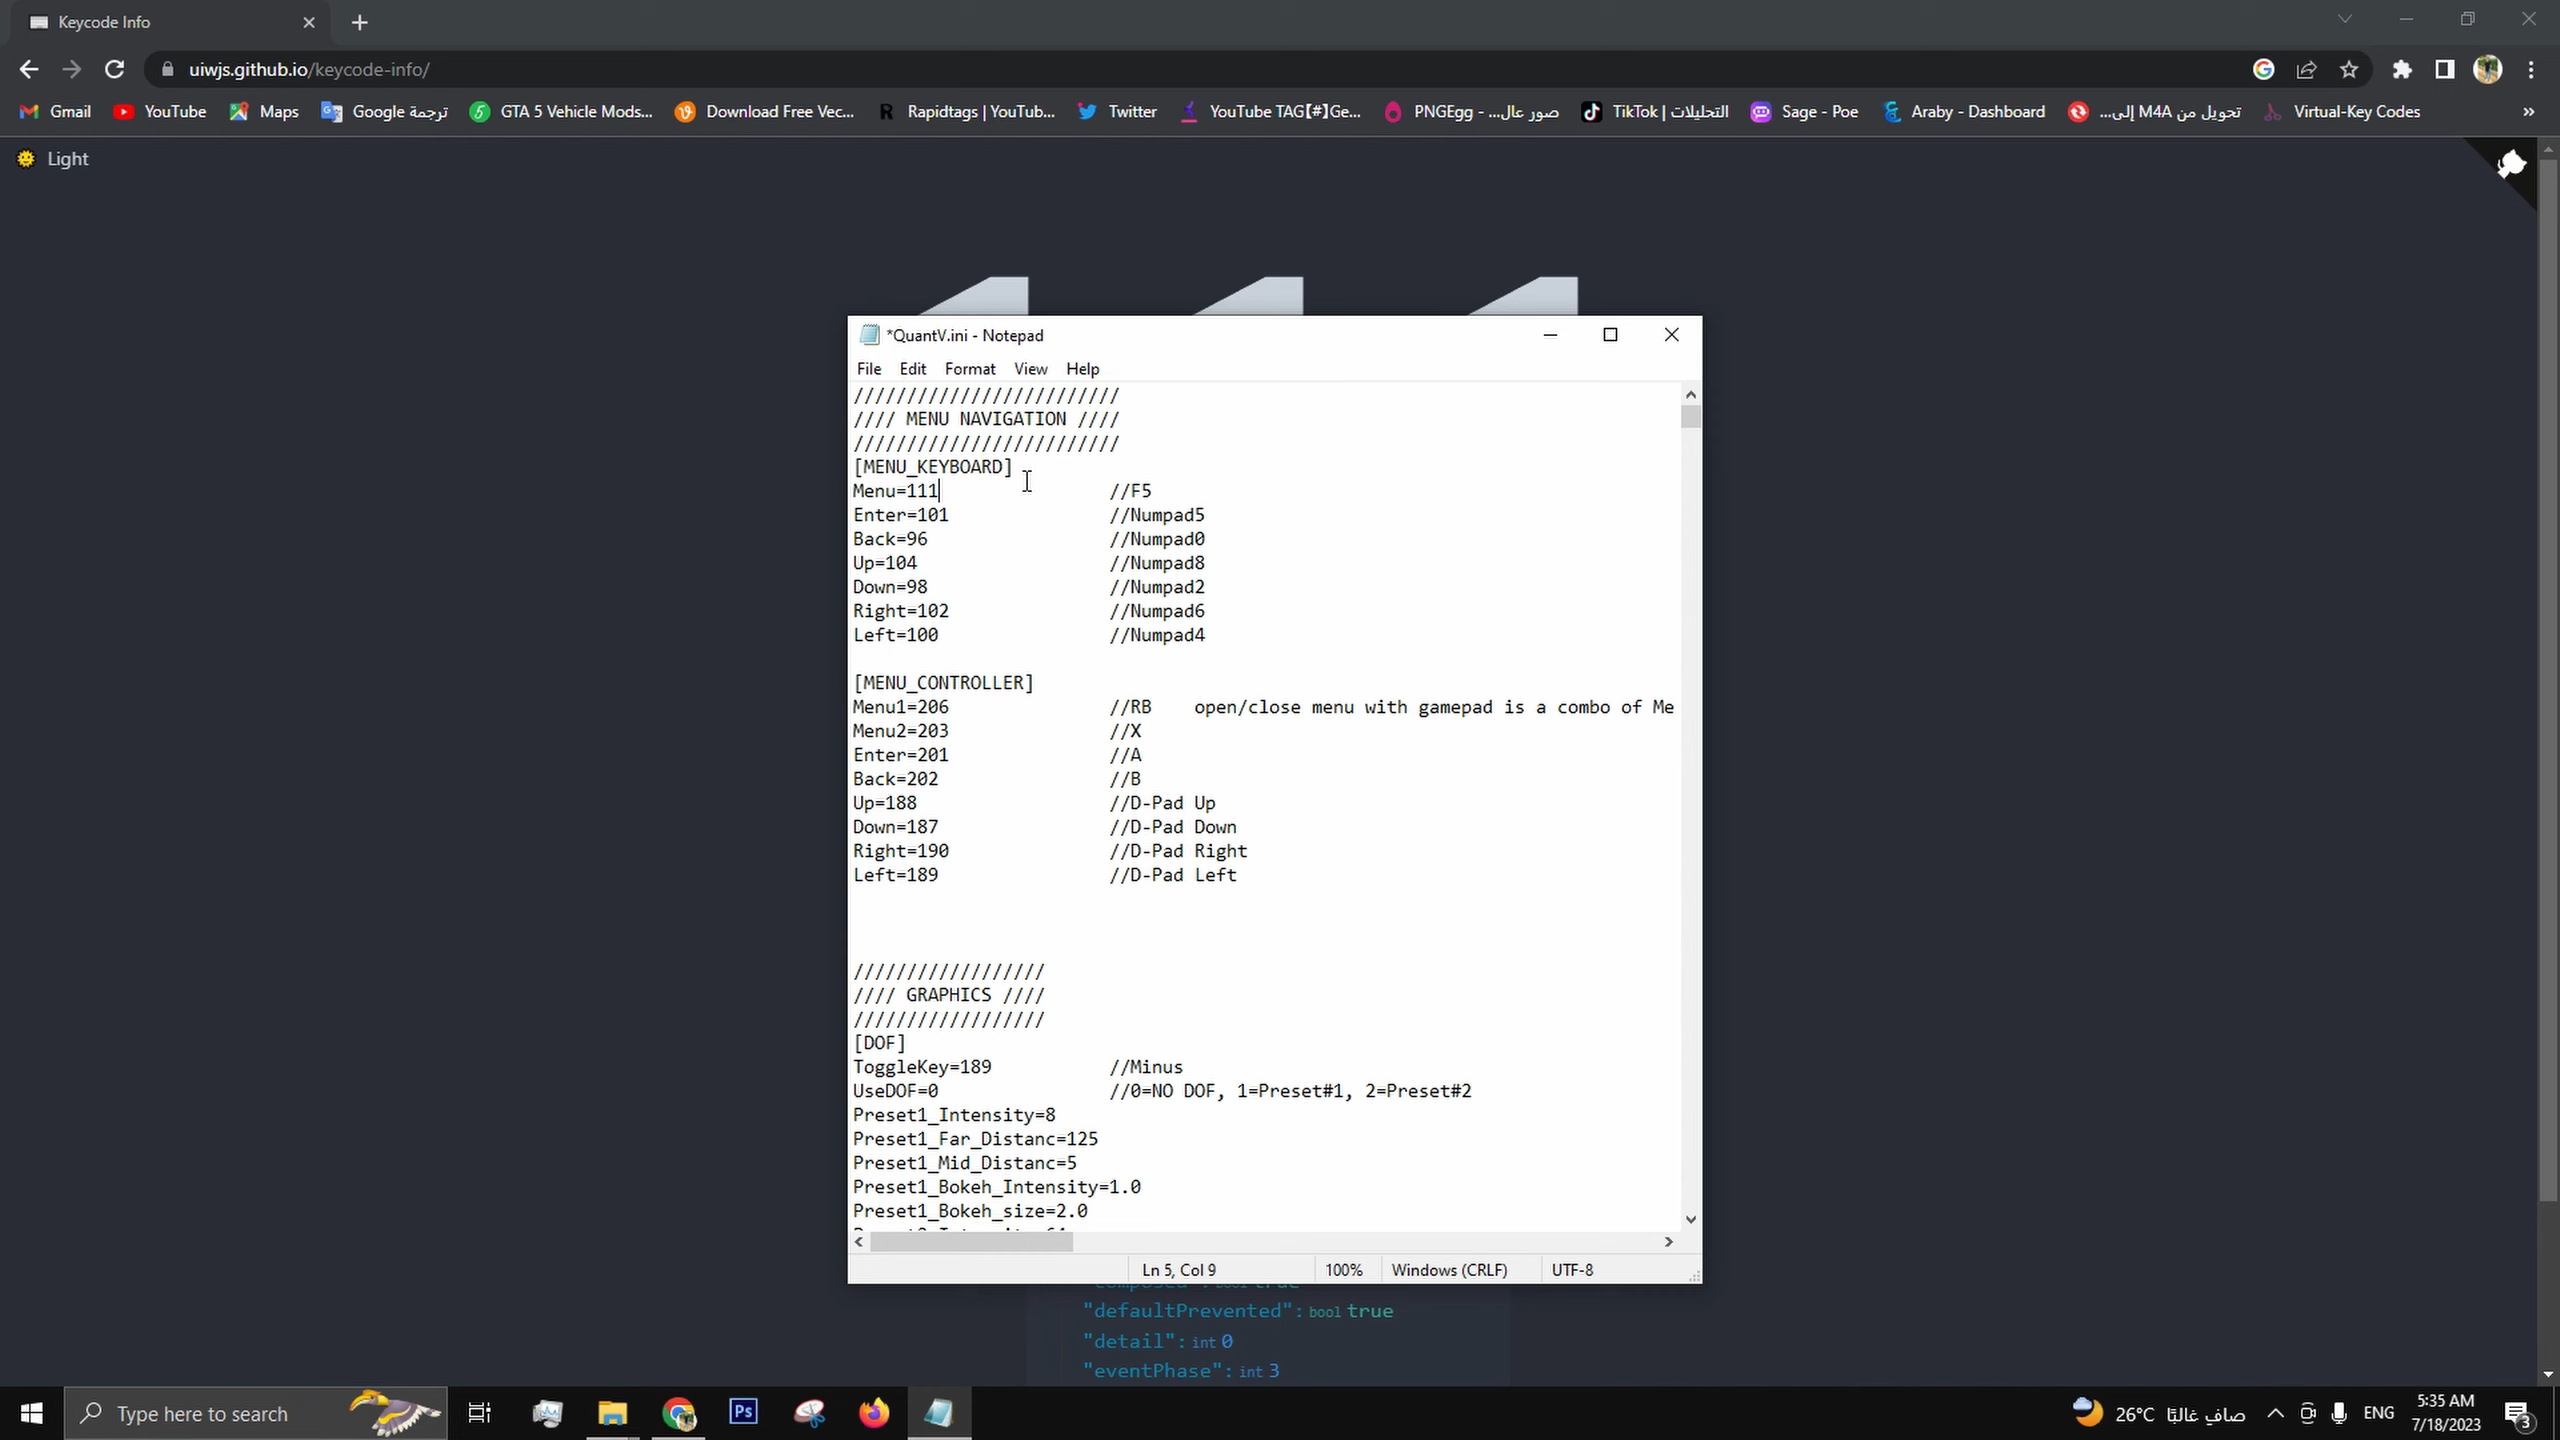 Keycode Info
uiwjs.github.io/keycode-info/
Gmail YouTube Maps ترجمة Google GTA 5 Vehicle Mods... Download Free Vec... Rapidtags | YouTub... Twitter YouTube TAG【#】Ge... صور عال... - PNGEgg TikTok | التحليلات Sage - Poe Araby - Dashboard تحويل من M4A إلى... Virtual-Key Codes »
Light
*QuantV.ini - Notepad
File Edit Format View Help
/////////////////////////
//// MENU NAVIGATION ////
/////////////////////////
[MENU_KEYBOARD]
Menu=111 //F5
Enter=101 //Numpad5
Back=96 //Numpad0
Up=104 //Numpad8
Down=98 //Numpad2
Right=102 //Numpad6
Left=100 //Numpad4
[MENU_CONTROLLER]
Menu1=206 //RB open/close menu with gamepad is a combo of Me
Menu2=203 //X
Enter=201 //A
Back=202 //B
Up=188 //D-Pad Up
Down=187 //D-Pad Down
Right=190 //D-Pad Right
Left=189 //D-Pad Left
//////////////////
//// GRAPHICS ////
//////////////////
[DOF]
ToggleKey=189 //Minus
UseDOF=0 //0=NO DOF, 1=Preset#1, 2=Preset#2
Preset1_Intensity=8
Preset1_Far_Distanc=125
Preset1_Mid_Distanc=5
Preset1_Bokeh_Intensity=1.0
Preset1_Bokeh_size=2.0
Ln 5, Col 9 100% Windows (CRLF) UTF-8
"defaultPrevented": bool true
"detail": int 0
"eventPhase": int 3
Type here to search
Ps
26°C صافٍ غالبًا
ENG
5:35 AM
7/18/2023
3